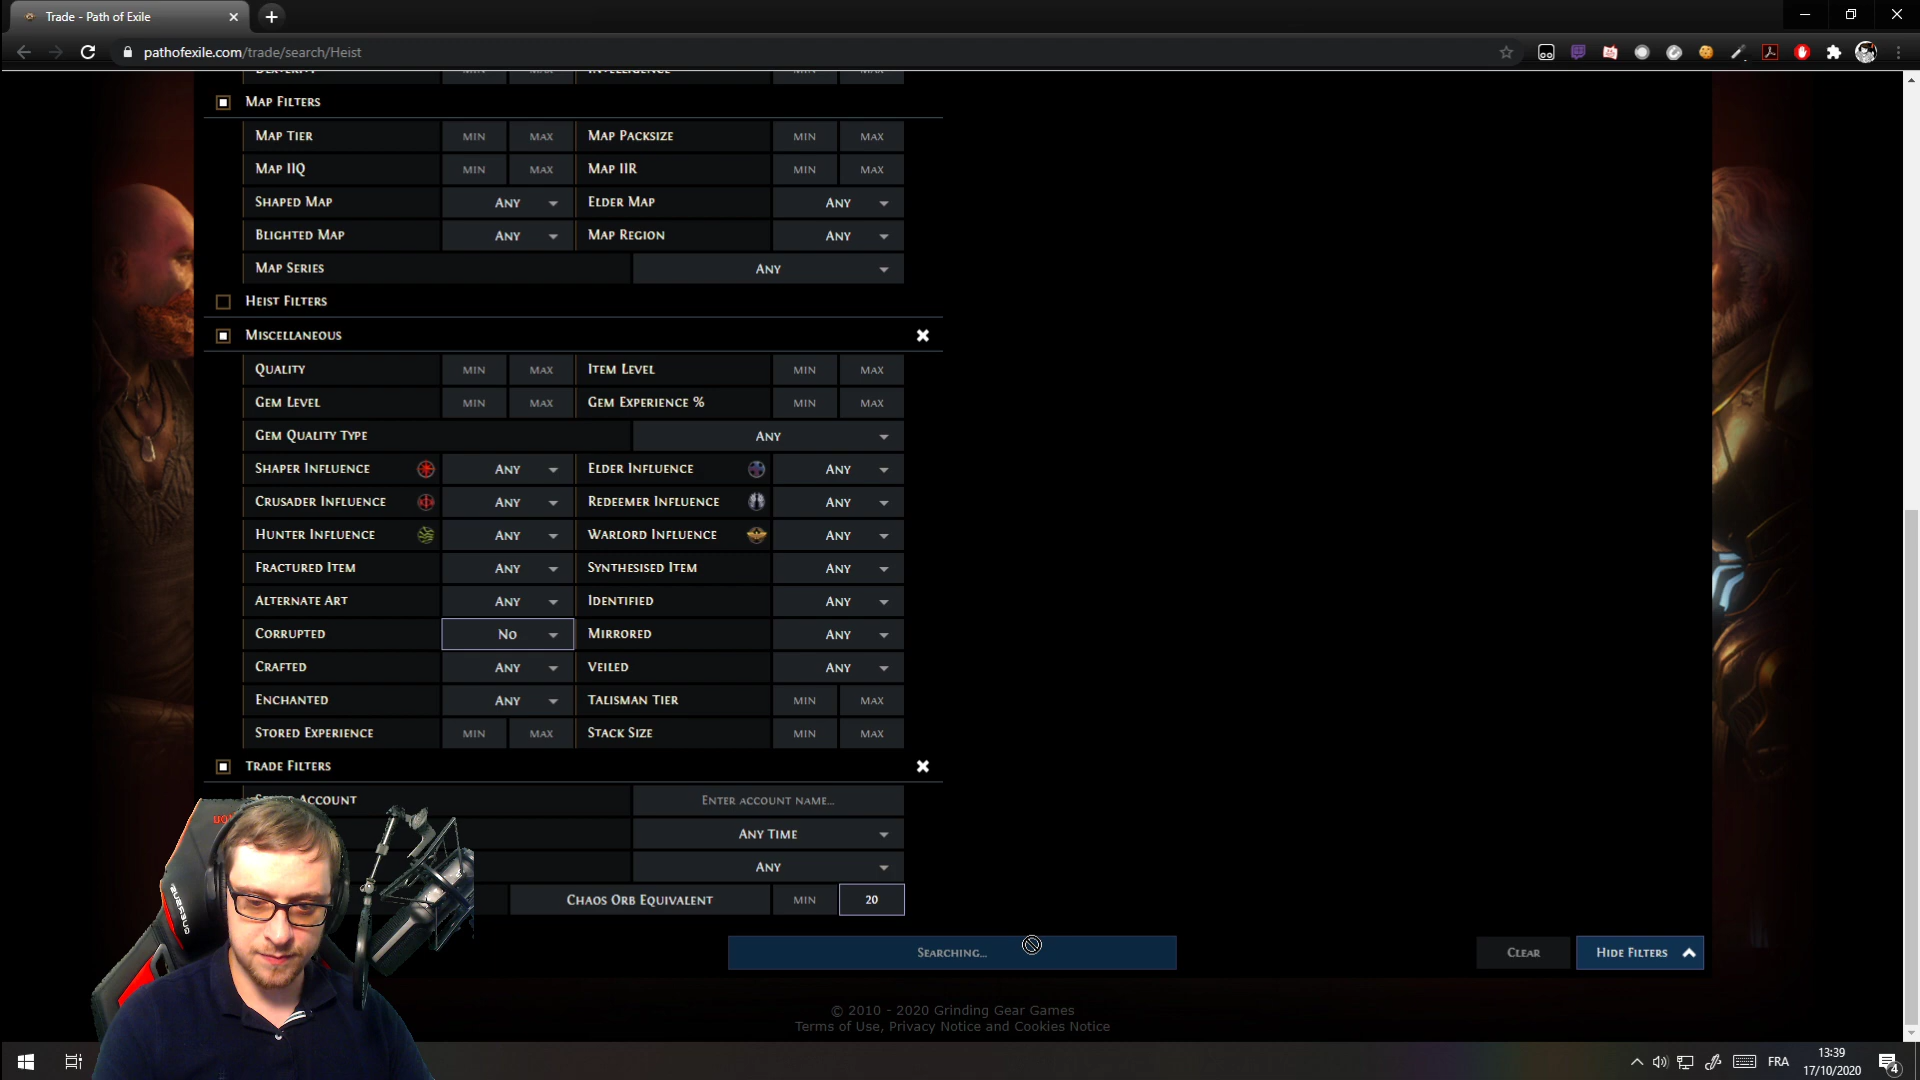 Trade - Path of Exile
pathofexile.com/trade/search/Heist
Map Filters
Map Tier MIN MAX Map Packsize MIN MAX
Map IIQ MIN MAX Map IIR MIN MAX
Shaped Map Any Elder Map Any
Blighted Map Any Map Region Any
Map Series Any
Heist Filters
Miscellaneous
Quality MIN MAX Item Level MIN MAX
Gem Level MIN MAX Gem Experience % MIN MAX
Gem Quality Type Any
Shaper Influence Any Elder Influence Any
Crusader Influence Any Redeemer Influence Any
Hunter Influence Any Warlord Influence Any
Fractured Item Any Synthesised Item Any
Alternate Art Any Identified Any
Corrupted No Mirrored Any
Crafted Any Veiled Any
Enchanted Any Talisman Tier MIN MAX
Stored Experience MIN MAX Stack Size MIN MAX
Trade Filters
Account Enter account name...
Any Time
Any
Chaos Orb Equivalent MIN 20
Searching... Clear Hide Filters
© 2010 - 2020 Grinding Gear Games
Terms of Use, Privacy Notice and Cookies Notice
FRA 13:39
17/10/2020 4